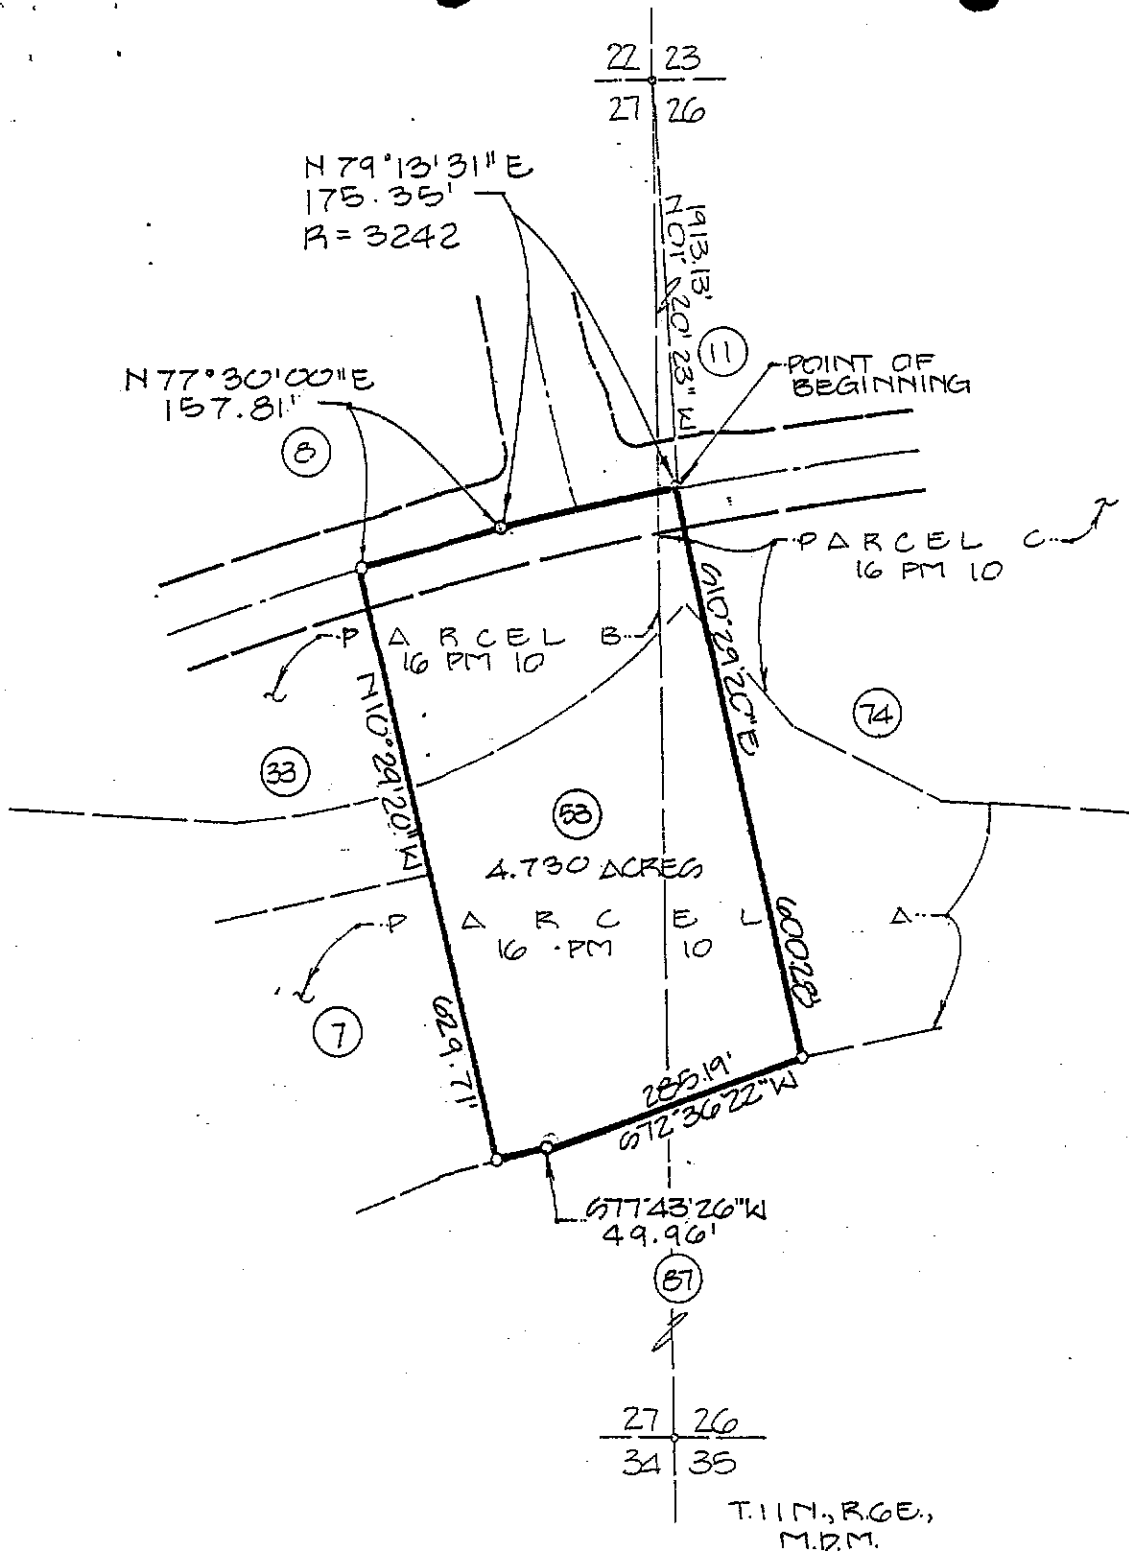 22 23
27 26
N 79°13'31" E
175.35'
R = 3242
1913.13'
N 01° 20' 23" W
11
POINT OF
BEGINNING
N 77°30'00" E
157.81'
8
PARCEL C
16 PM 10
PARCEL B
16 PM 10
S10°29'20"E
N10°29'20"W
74
33
53
4.730 ACRES
PARCEL A
16 PM 10
600.28'
7
629.71'
285.19'
S72°36'22"W
S77°43'26"W
49.96'
87
27 26
34 35
T.11N., R.6E.,
M.D.M.